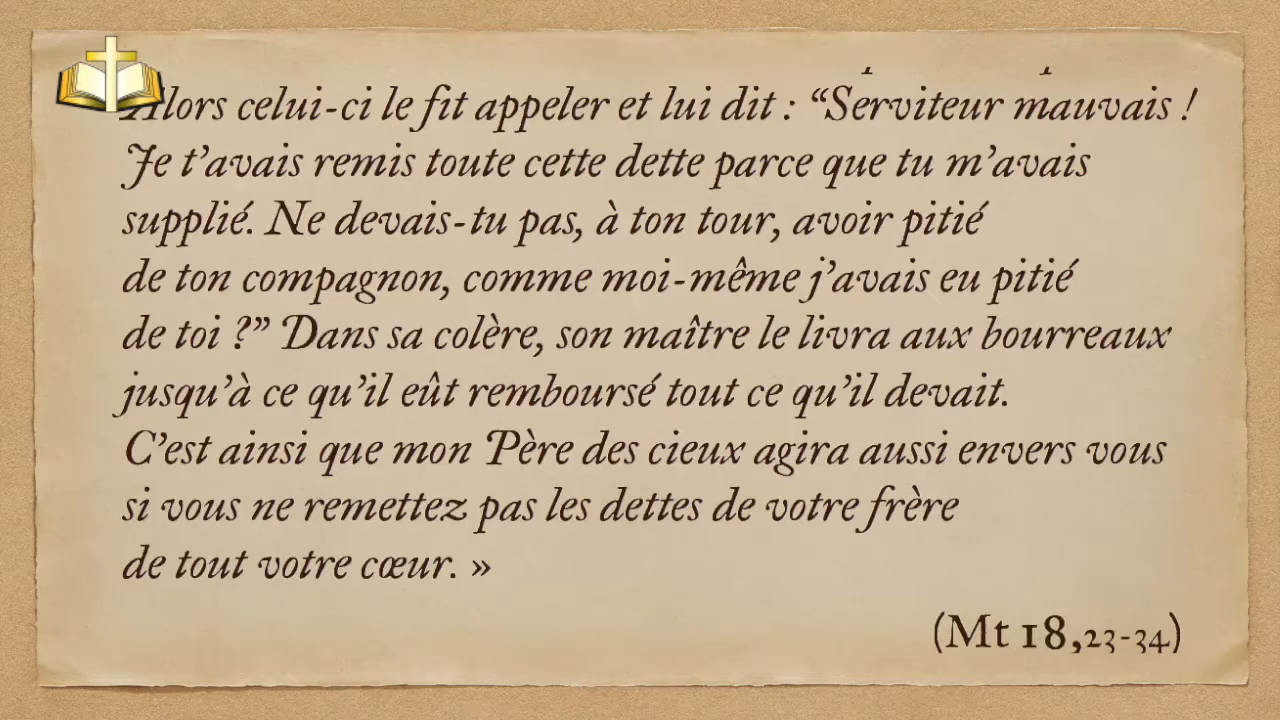 Alors celui-ci le fit appeler et lui dit : “Serviteur mauvais !
Je t’avais remis toute cette dette parce que tu m’avais
supplié. Ne devais-tu pas, à ton tour, avoir pitié
de ton compagnon, comme moi-même j’avais eu pitié
de toi ?” Dans sa colère, son maître le livra aux bourreaux
jusqu’à ce qu’il eût remboursé tout ce qu’il devait.
C’est ainsi que mon Père des cieux agira aussi envers vous
si vous ne remettez pas les dettes de votre frère
de tout votre cœur. »
(Mt 18,23-34)